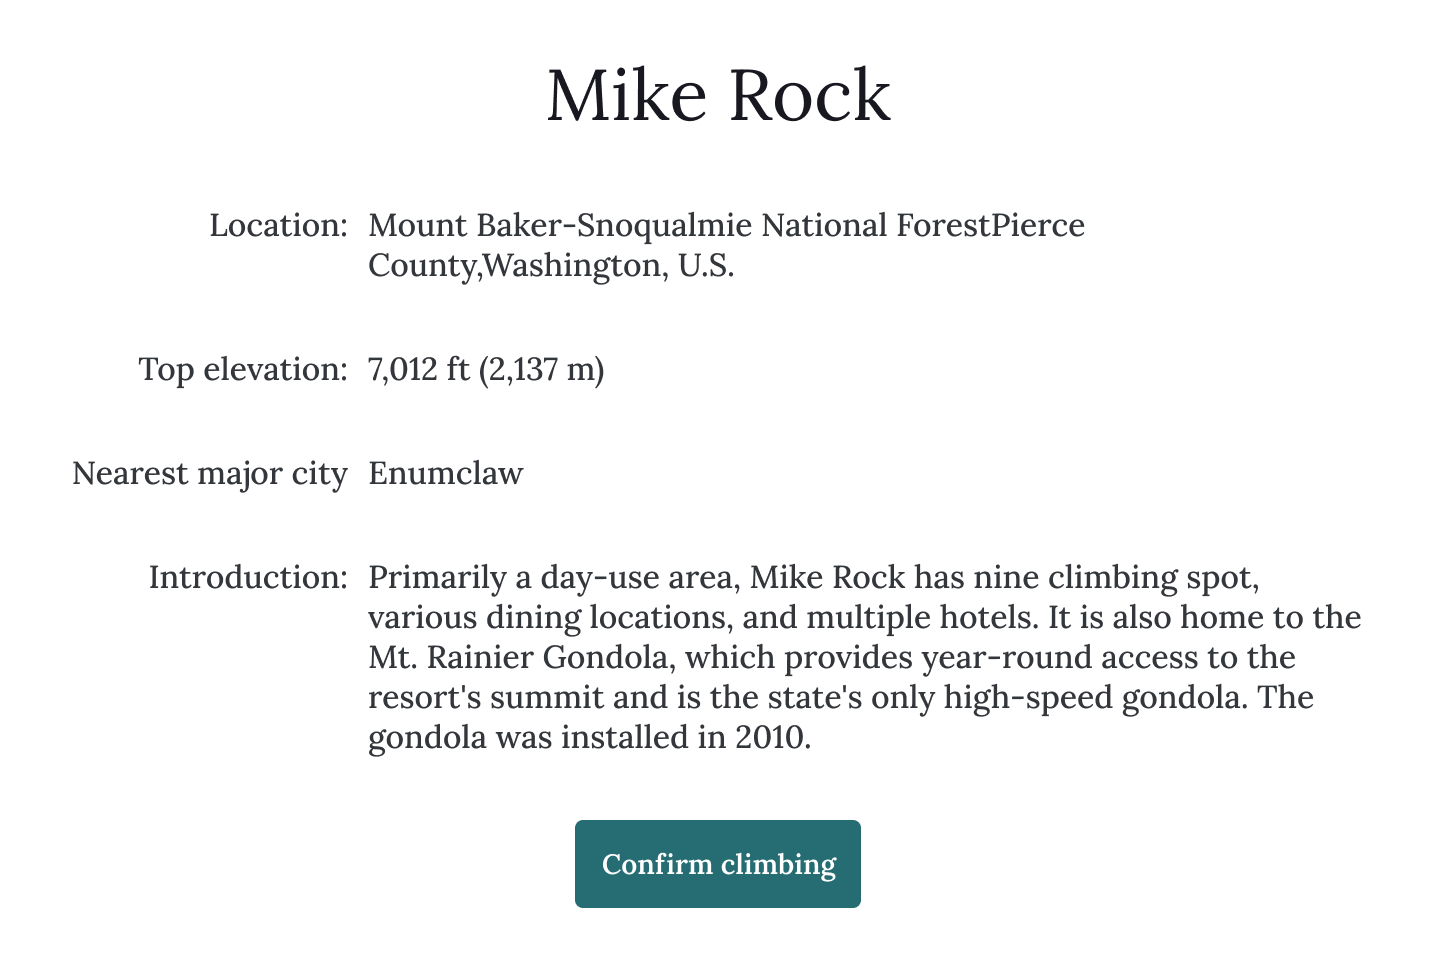 Mike Rock
Location: Mount Baker-Snoqualmie National ForestPierce
County,Washington, U.S.
Top elevation: 7,012 ft (2,137 m)
Nearest major city Enumclaw
Introduction: Primarily a day-use area, Mike Rock has nine climbing spot,
various dining locations, and multiple hotels. It is also home to the
Mt. Rainier Gondola, which provides year-round access to the
resort's summit and is the state's only high-speed gondola. The
gondola was installed in 2010.
Confirm climbing